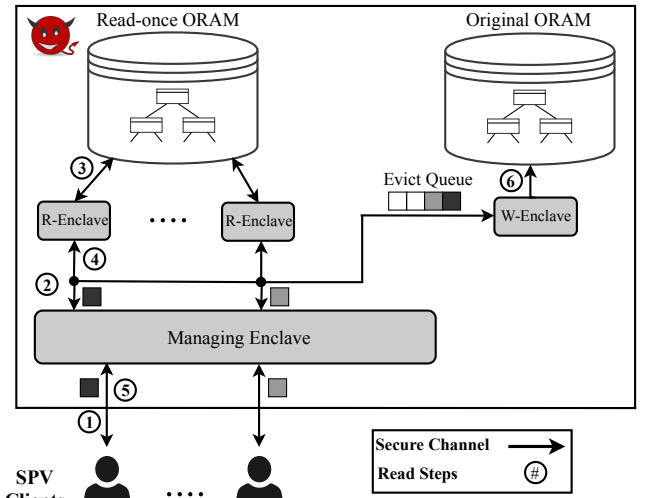 Read-once ORAM
Original ORAM
3
Evict Queue
6
R-Enclave
....
R-Enclave
W-Enclave
4
2
Managing Enclave
5
1
Secure Channel
Read Steps #
SPV
Clients
....